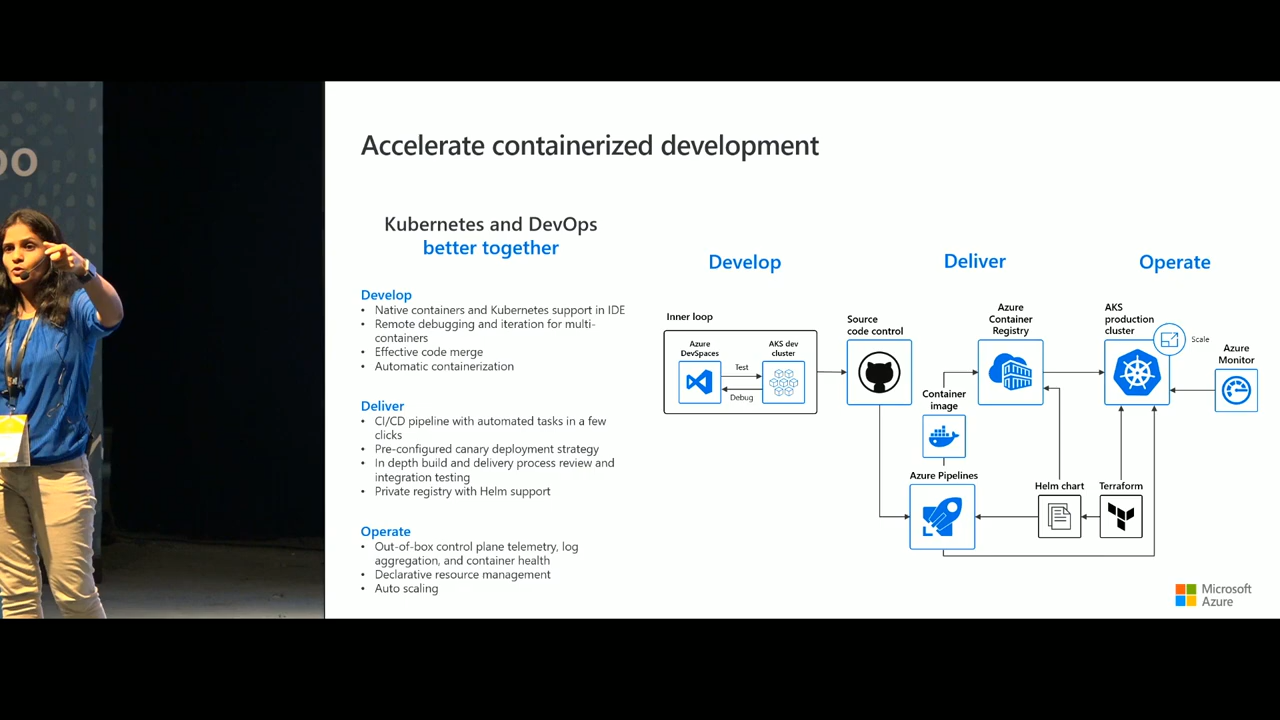 Accelerate containerized development
Kubernetes and DevOps
better together
Develop
• Native containers and Kubernetes support in IDE
• Remote debugging and iteration for multi-
containers
• Effective code merge
• Automatic containerization
Deliver
• CI/CD pipeline with automated tasks in a few
clicks
• Pre-configured canary deployment strategy
• In depth build and delivery process review and
integration testing
• Private registry with Helm support
Operate
• Out-of-box control plane telemetry, log
aggregation, and container health
• Declarative resource management
• Auto scaling
Develop
Deliver
Operate
Inner loop
Azure
DevSpaces
Test
Debug
AKS dev
cluster
Source
code control
Container
image
Azure Pipelines
Azure
Container
Registry
Helm chart
Terraform
AKS
production
cluster
Scale
Azure
Monitor
Microsoft
Azure